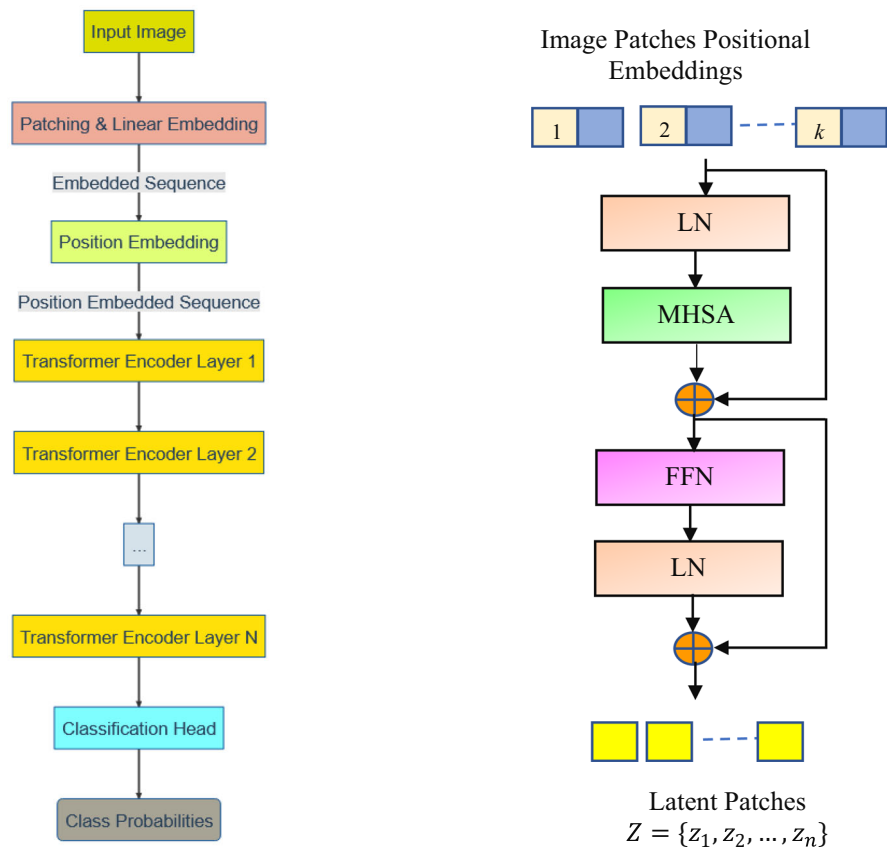 Input Image
Patching & Linear Embedding
Embedded Sequence
Position Embedding
Position Embedded Sequence
Transformer Encoder Layer 1
Transformer Encoder Layer 2
...
Transformer Encoder Layer N
Classification Head
Class Probabilities
Image Patches Positional
Embeddings
1 2 k
LN
MHSA
FFN
LN
Latent Patches
Z = {z₁, z₂, ..., zₙ}